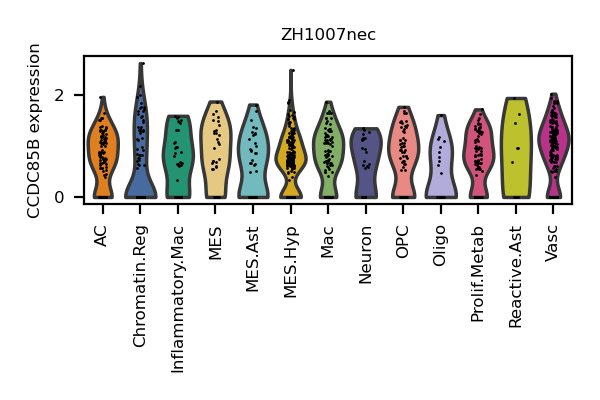 ZH1007nec
CCDC85B expression
2
0
AC
Chromatin.Reg
Inflammatory.Mac
MES
MES.Ast
MES.Hyp
Mac
Neuron
OPC
Oligo
Prolif.Metab
Reactive.Ast
Vasc